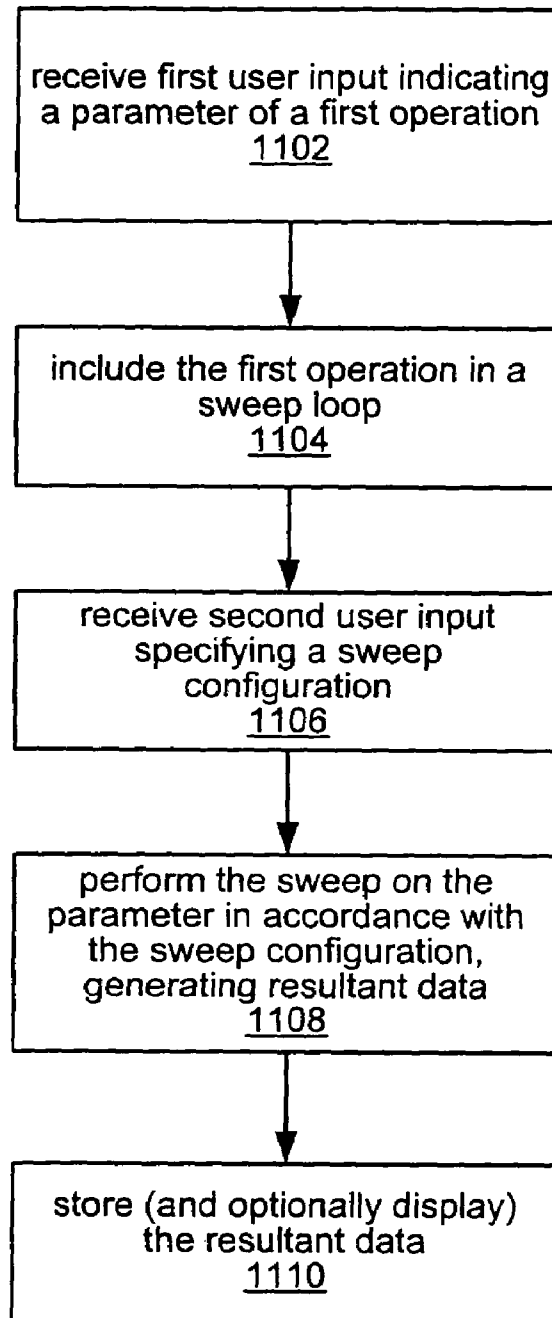 receive first user input indicating
a parameter of a first operation
1102
include the first operation in a
sweep loop
1104
receive second user input
specifying a sweep
configuration
1106
perform the sweep on the
parameter in accordance with
the sweep configuration,
generating resultant data
1108
store (and optionally display)
the resultant data
1110